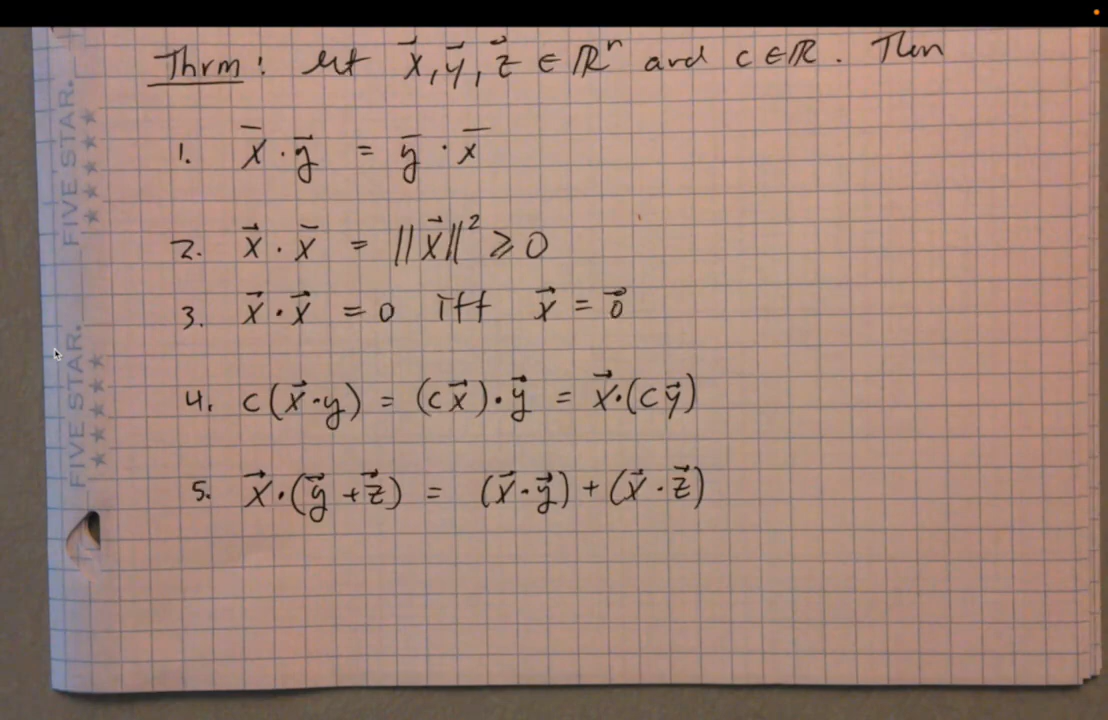 Thrm: let x⃗, y⃗, z⃗ ∈ ℝⁿ and c ∈ ℝ. Then
1. x̄ · y⃗ = ȳ · x̄
2. x⃗ · x̄ = ||x⃗||² ⩾ 0
3. x⃗ · x⃗ = 0 iff x⃗ = 0⃗
4. c(x⃗ · y) = (cx⃗) · y⃗ = x⃗ · (cy⃗)
5. x⃗ · (y⃗ + z⃗) = (x⃗ · y⃗) + (x⃗ · z⃗)
FIVE STAR.
FIVE STAR.